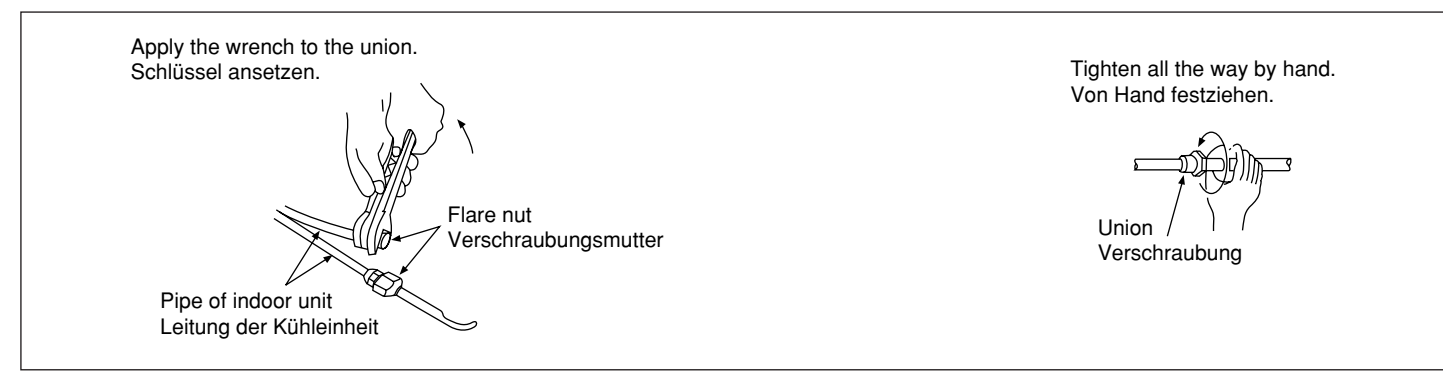 Apply the wrench to the union.
Schlüssel ansetzen.
Flare nut
Verschraubungsmutter
Pipe of indoor unit
Leitung der Kühleinheit
Tighten all the way by hand.
Von Hand festziehen.
Union
Verschraubung